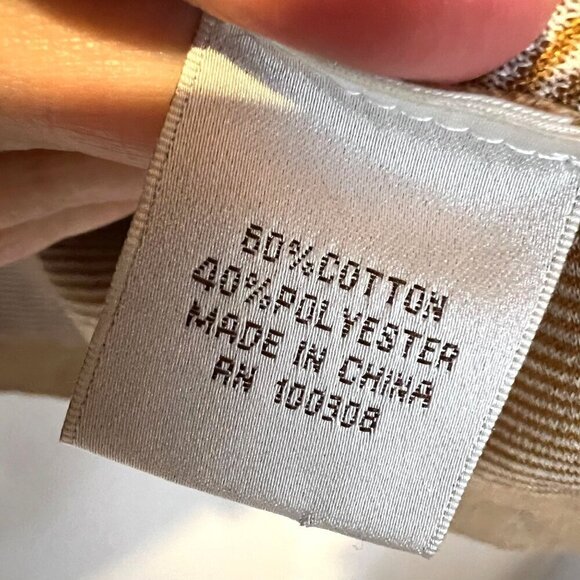 60%COTTON
40%POLYESTER
MADE IN CHINA
RN 100308